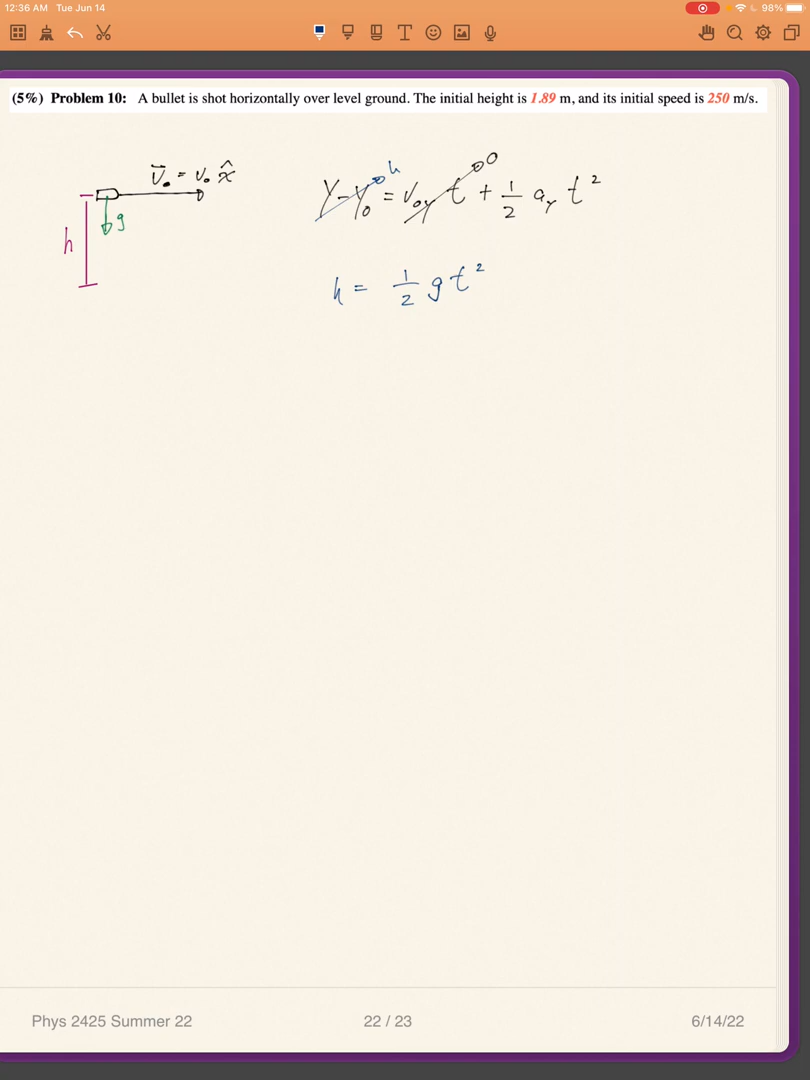 12:36 AM Tue Jun 14
98%
(5%) Problem 10: A bullet is shot horizontally over level ground. The initial height is 1.89 m, and its initial speed is 250 m/s.
v⃗₀ = v₀ x̂
g
h
h
0
y - y₀ = v₀y t + 1/2 ay t²
h = 1/2 g t²
Phys 2425 Summer 22
22 / 23
6/14/22